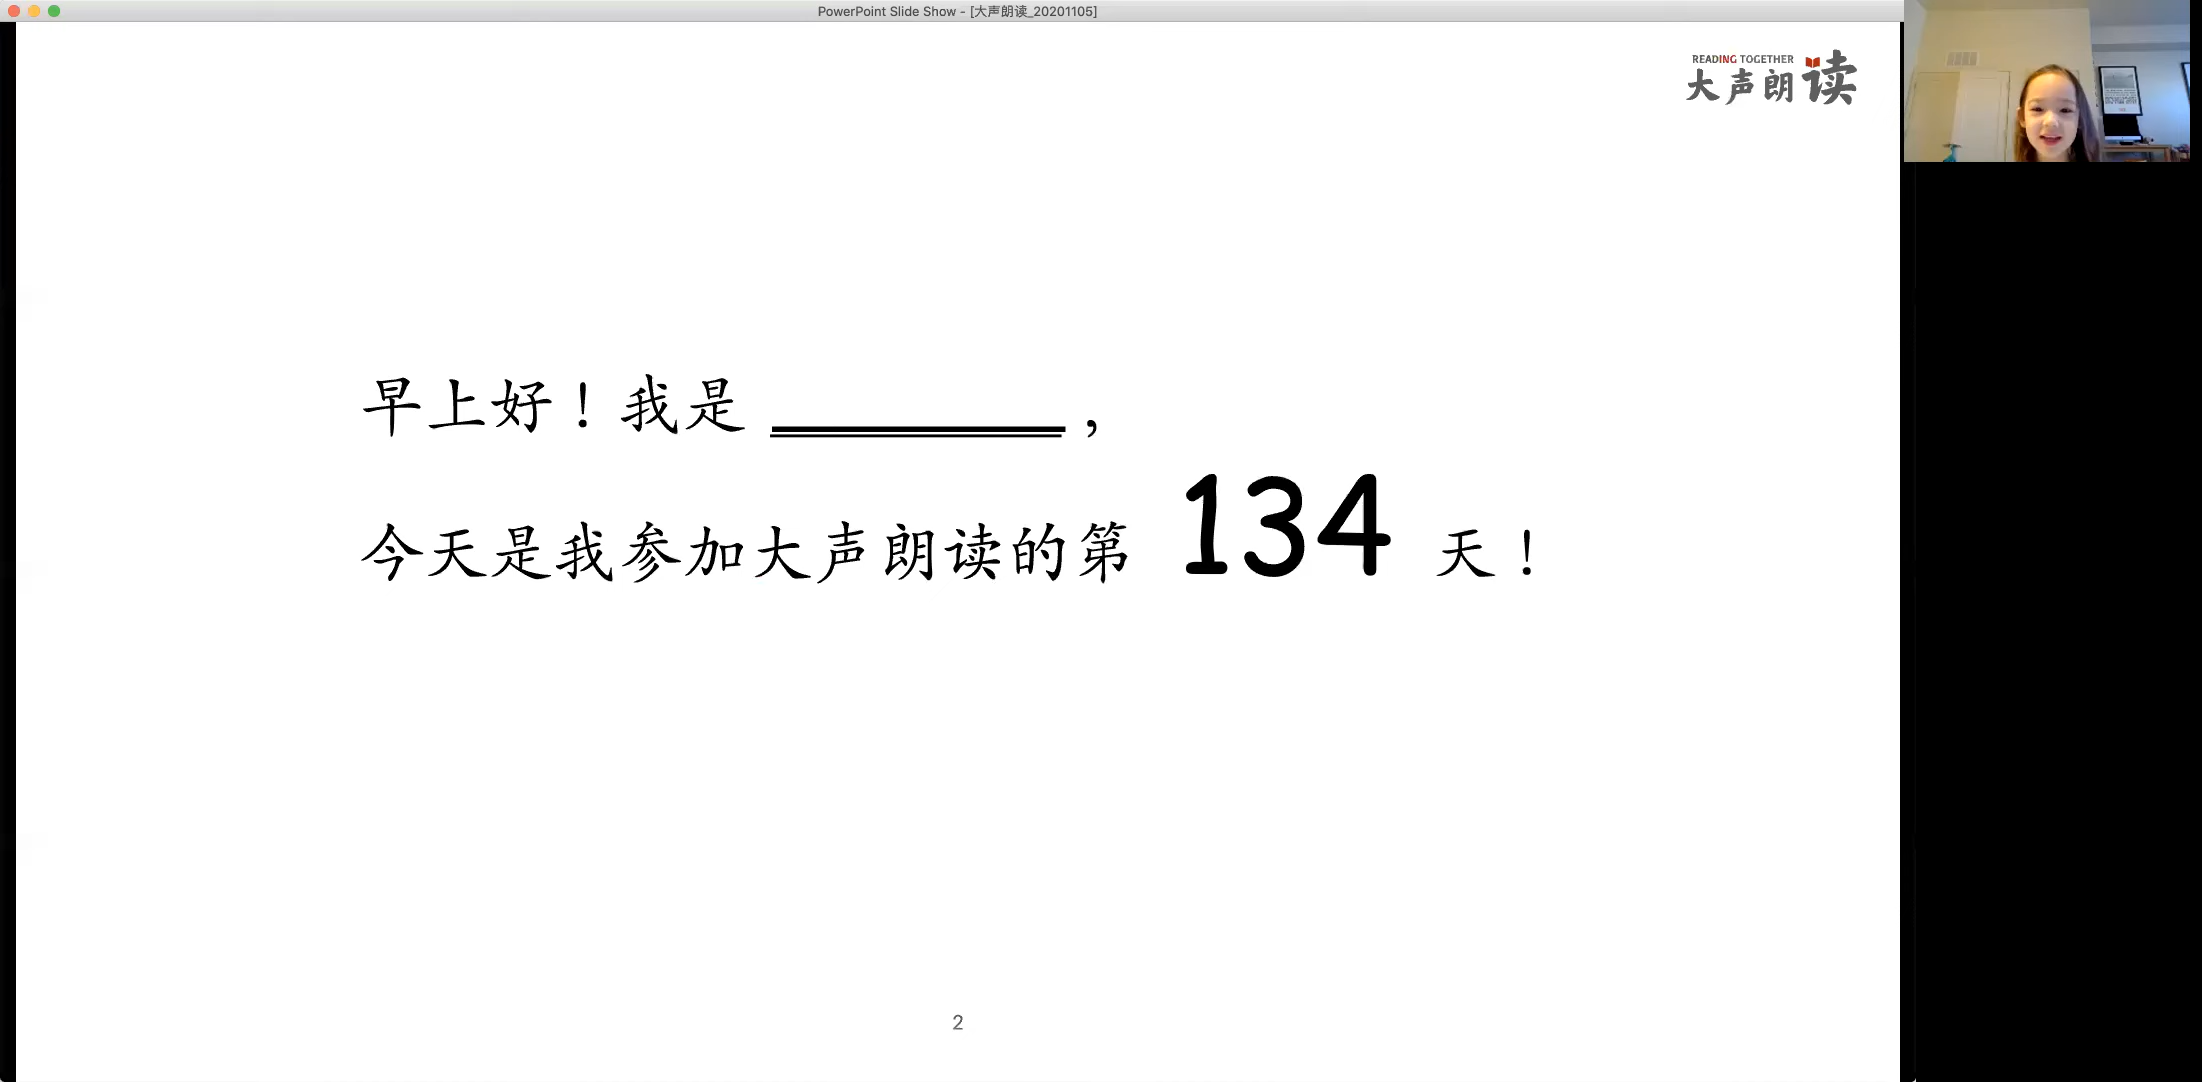 PowerPoint Slide Show - [大声朗读_20201105]
READING TOGETHER
大声朗读
早上好！我是 ________ ，
今天是我参加大声朗读的第 134 天！
2